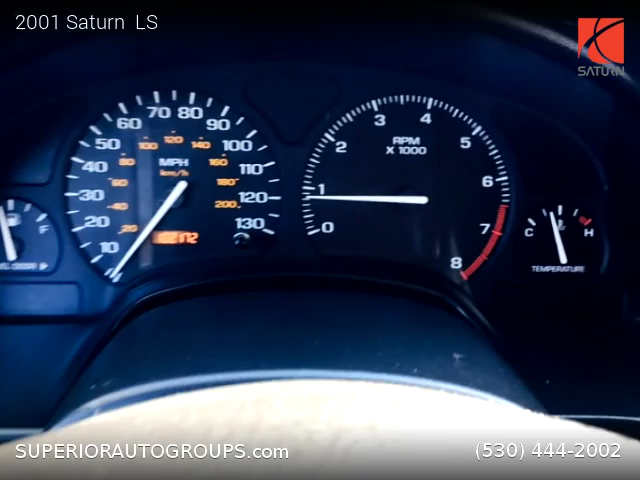 2001 Saturn LS
SATURN
60 70 80 90
50 100
40 110
30 120
20 130
10
80 100 120 140 160
60 180
40 200
20
MPH
km/h
102172
RPM
X 1000
0 1 2 3 4 5 6 7 8
F
C H
TEMPERATURE
SUPERIORAUTOGROUPS.com
(530) 444-2002